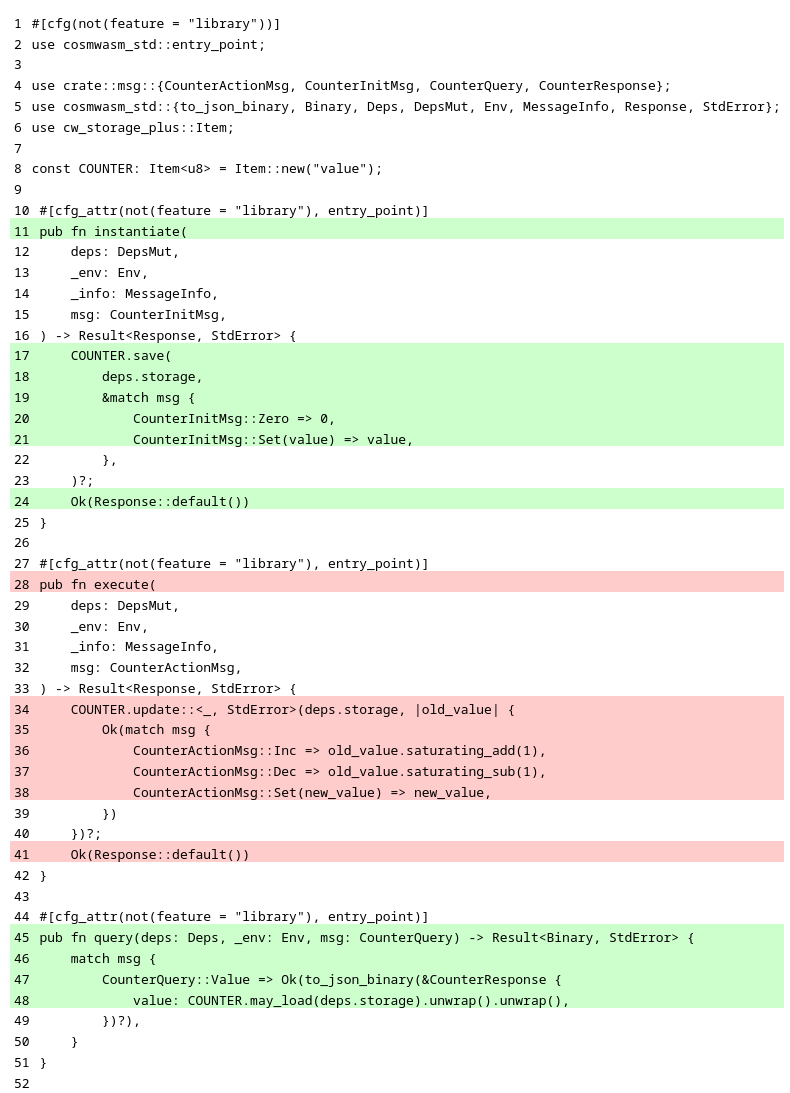 1 #[cfg(not(feature = "library"))]
2 use cosmwasm_std::entry_point;
3
4 use crate::msg::{CounterActionMsg, CounterInitMsg, CounterQuery, CounterResponse};
5 use cosmwasm_std::{to_json_binary, Binary, Deps, DepsMut, Env, MessageInfo, Response, StdError};
6 use cw_storage_plus::Item;
7
8 const COUNTER: Item<u8> = Item::new("value");
9
10 #[cfg_attr(not(feature = "library"), entry_point)]
11 pub fn instantiate(
12     deps: DepsMut,
13     _env: Env,
14     _info: MessageInfo,
15     msg: CounterInitMsg,
16 ) -> Result<Response, StdError> {
17     COUNTER.save(
18         deps.storage,
19         &match msg {
20             CounterInitMsg::Zero => 0,
21             CounterInitMsg::Set(value) => value,
22         },
23     )?;
24     Ok(Response::default())
25 }
26
27 #[cfg_attr(not(feature = "library"), entry_point)]
28 pub fn execute(
29     deps: DepsMut,
30     _env: Env,
31     _info: MessageInfo,
32     msg: CounterActionMsg,
33 ) -> Result<Response, StdError> {
34     COUNTER.update::<_, StdError>(deps.storage, |old_value| {
35         Ok(match msg {
36             CounterActionMsg::Inc => old_value.saturating_add(1),
37             CounterActionMsg::Dec => old_value.saturating_sub(1),
38             CounterActionMsg::Set(new_value) => new_value,
39         })
40     })?;
41     Ok(Response::default())
42 }
43
44 #[cfg_attr(not(feature = "library"), entry_point)]
45 pub fn query(deps: Deps, _env: Env, msg: CounterQuery) -> Result<Binary, StdError> {
46     match msg {
47         CounterQuery::Value => Ok(to_json_binary(&CounterResponse {
48             value: COUNTER.may_load(deps.storage).unwrap().unwrap(),
49         })?),
50     }
51 }
52